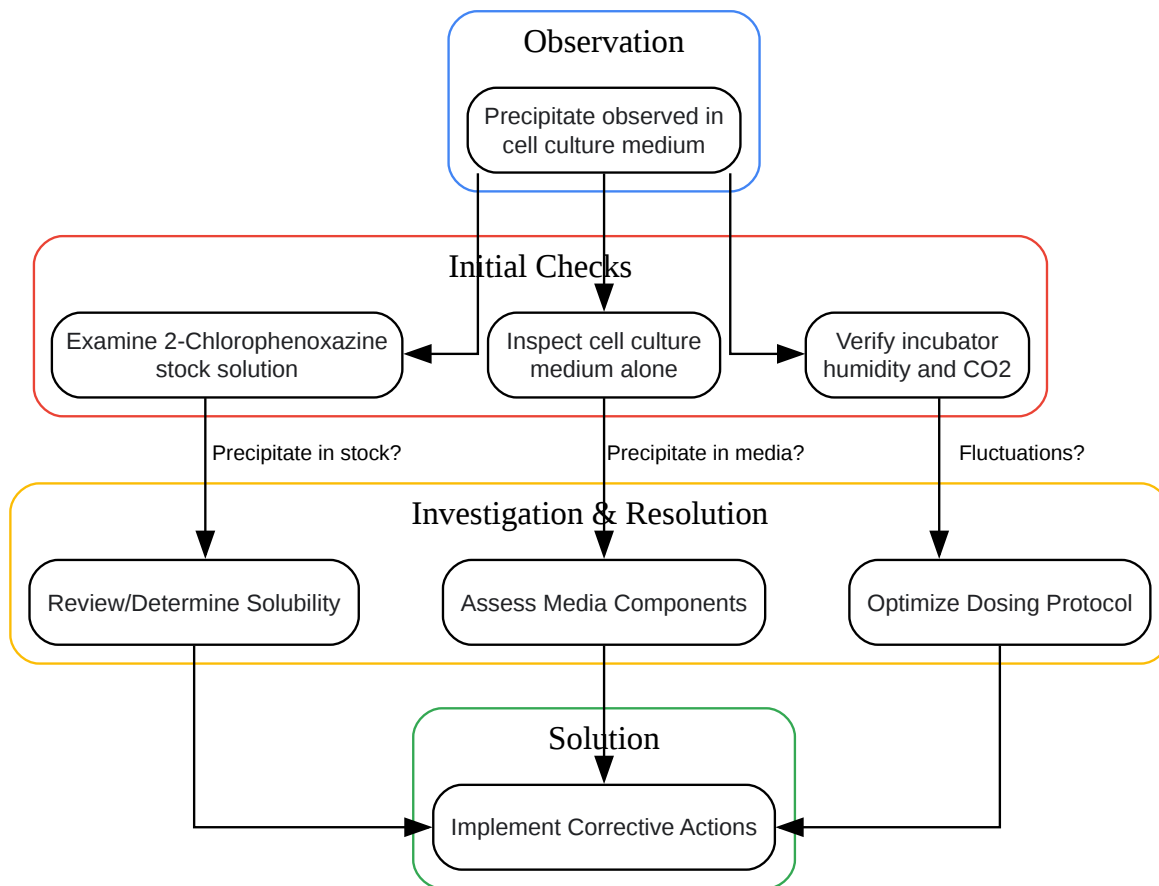 Observation
Precipitate observed in
cell culture medium
Initial Checks
Examine 2-Chlorophenoxazine
stock solution
Inspect cell culture
medium alone
Verify incubator
humidity and CO2
Precipitate in stock?
Precipitate in media?
Fluctuations?
Investigation & Resolution
Review/Determine Solubility
Assess Media Components
Optimize Dosing Protocol
Solution
Implement Corrective Actions